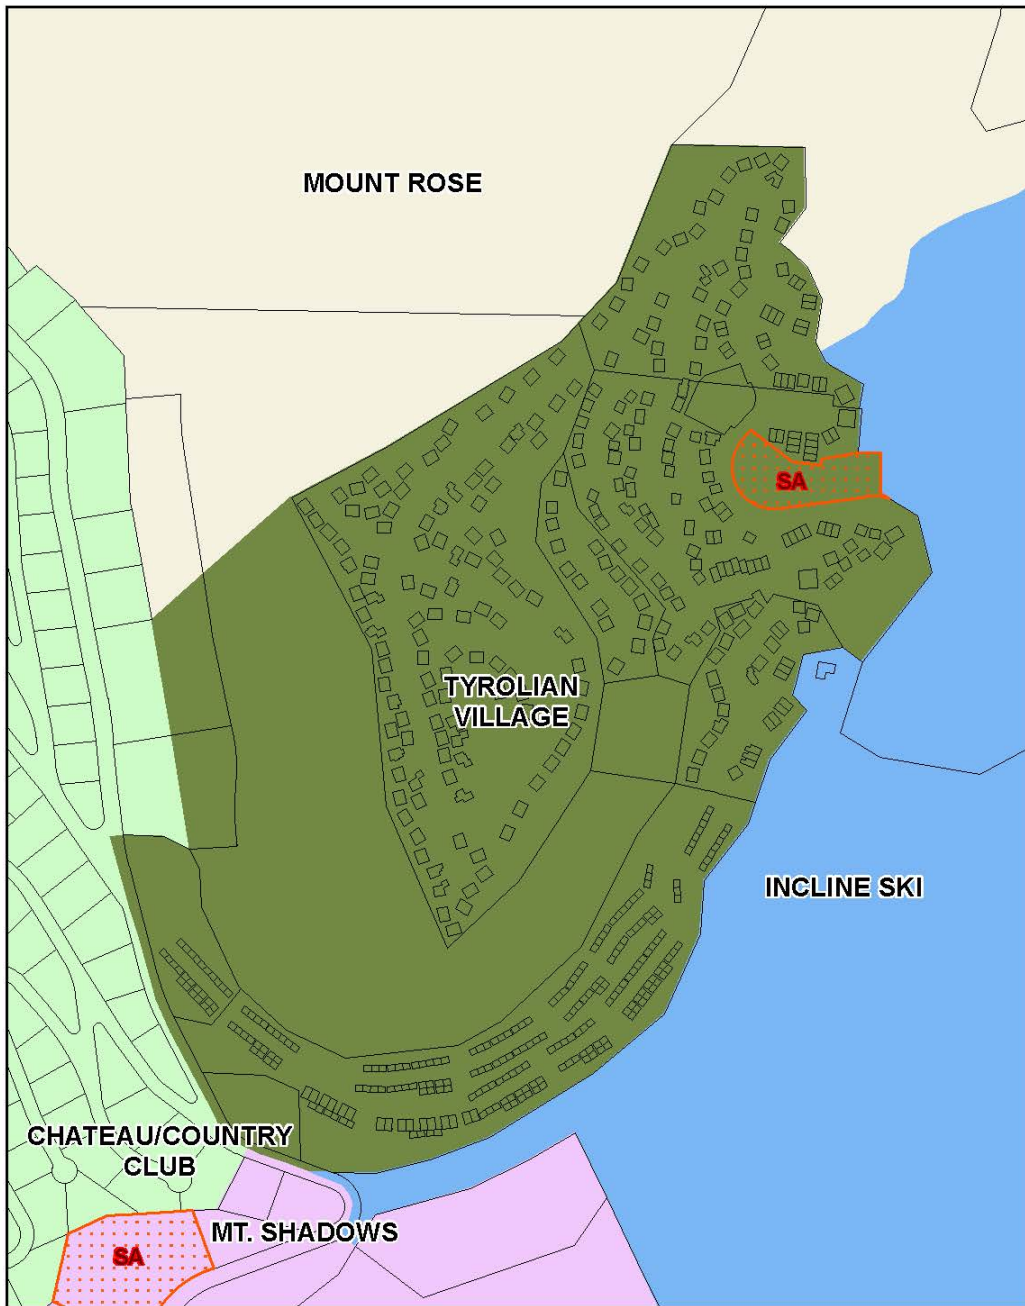 MOUNT ROSE
SA
TYROLIAN
VILLAGE
INCLINE SKI
CHATEAU/COUNTRY
CLUB
MT. SHADOWS
SA